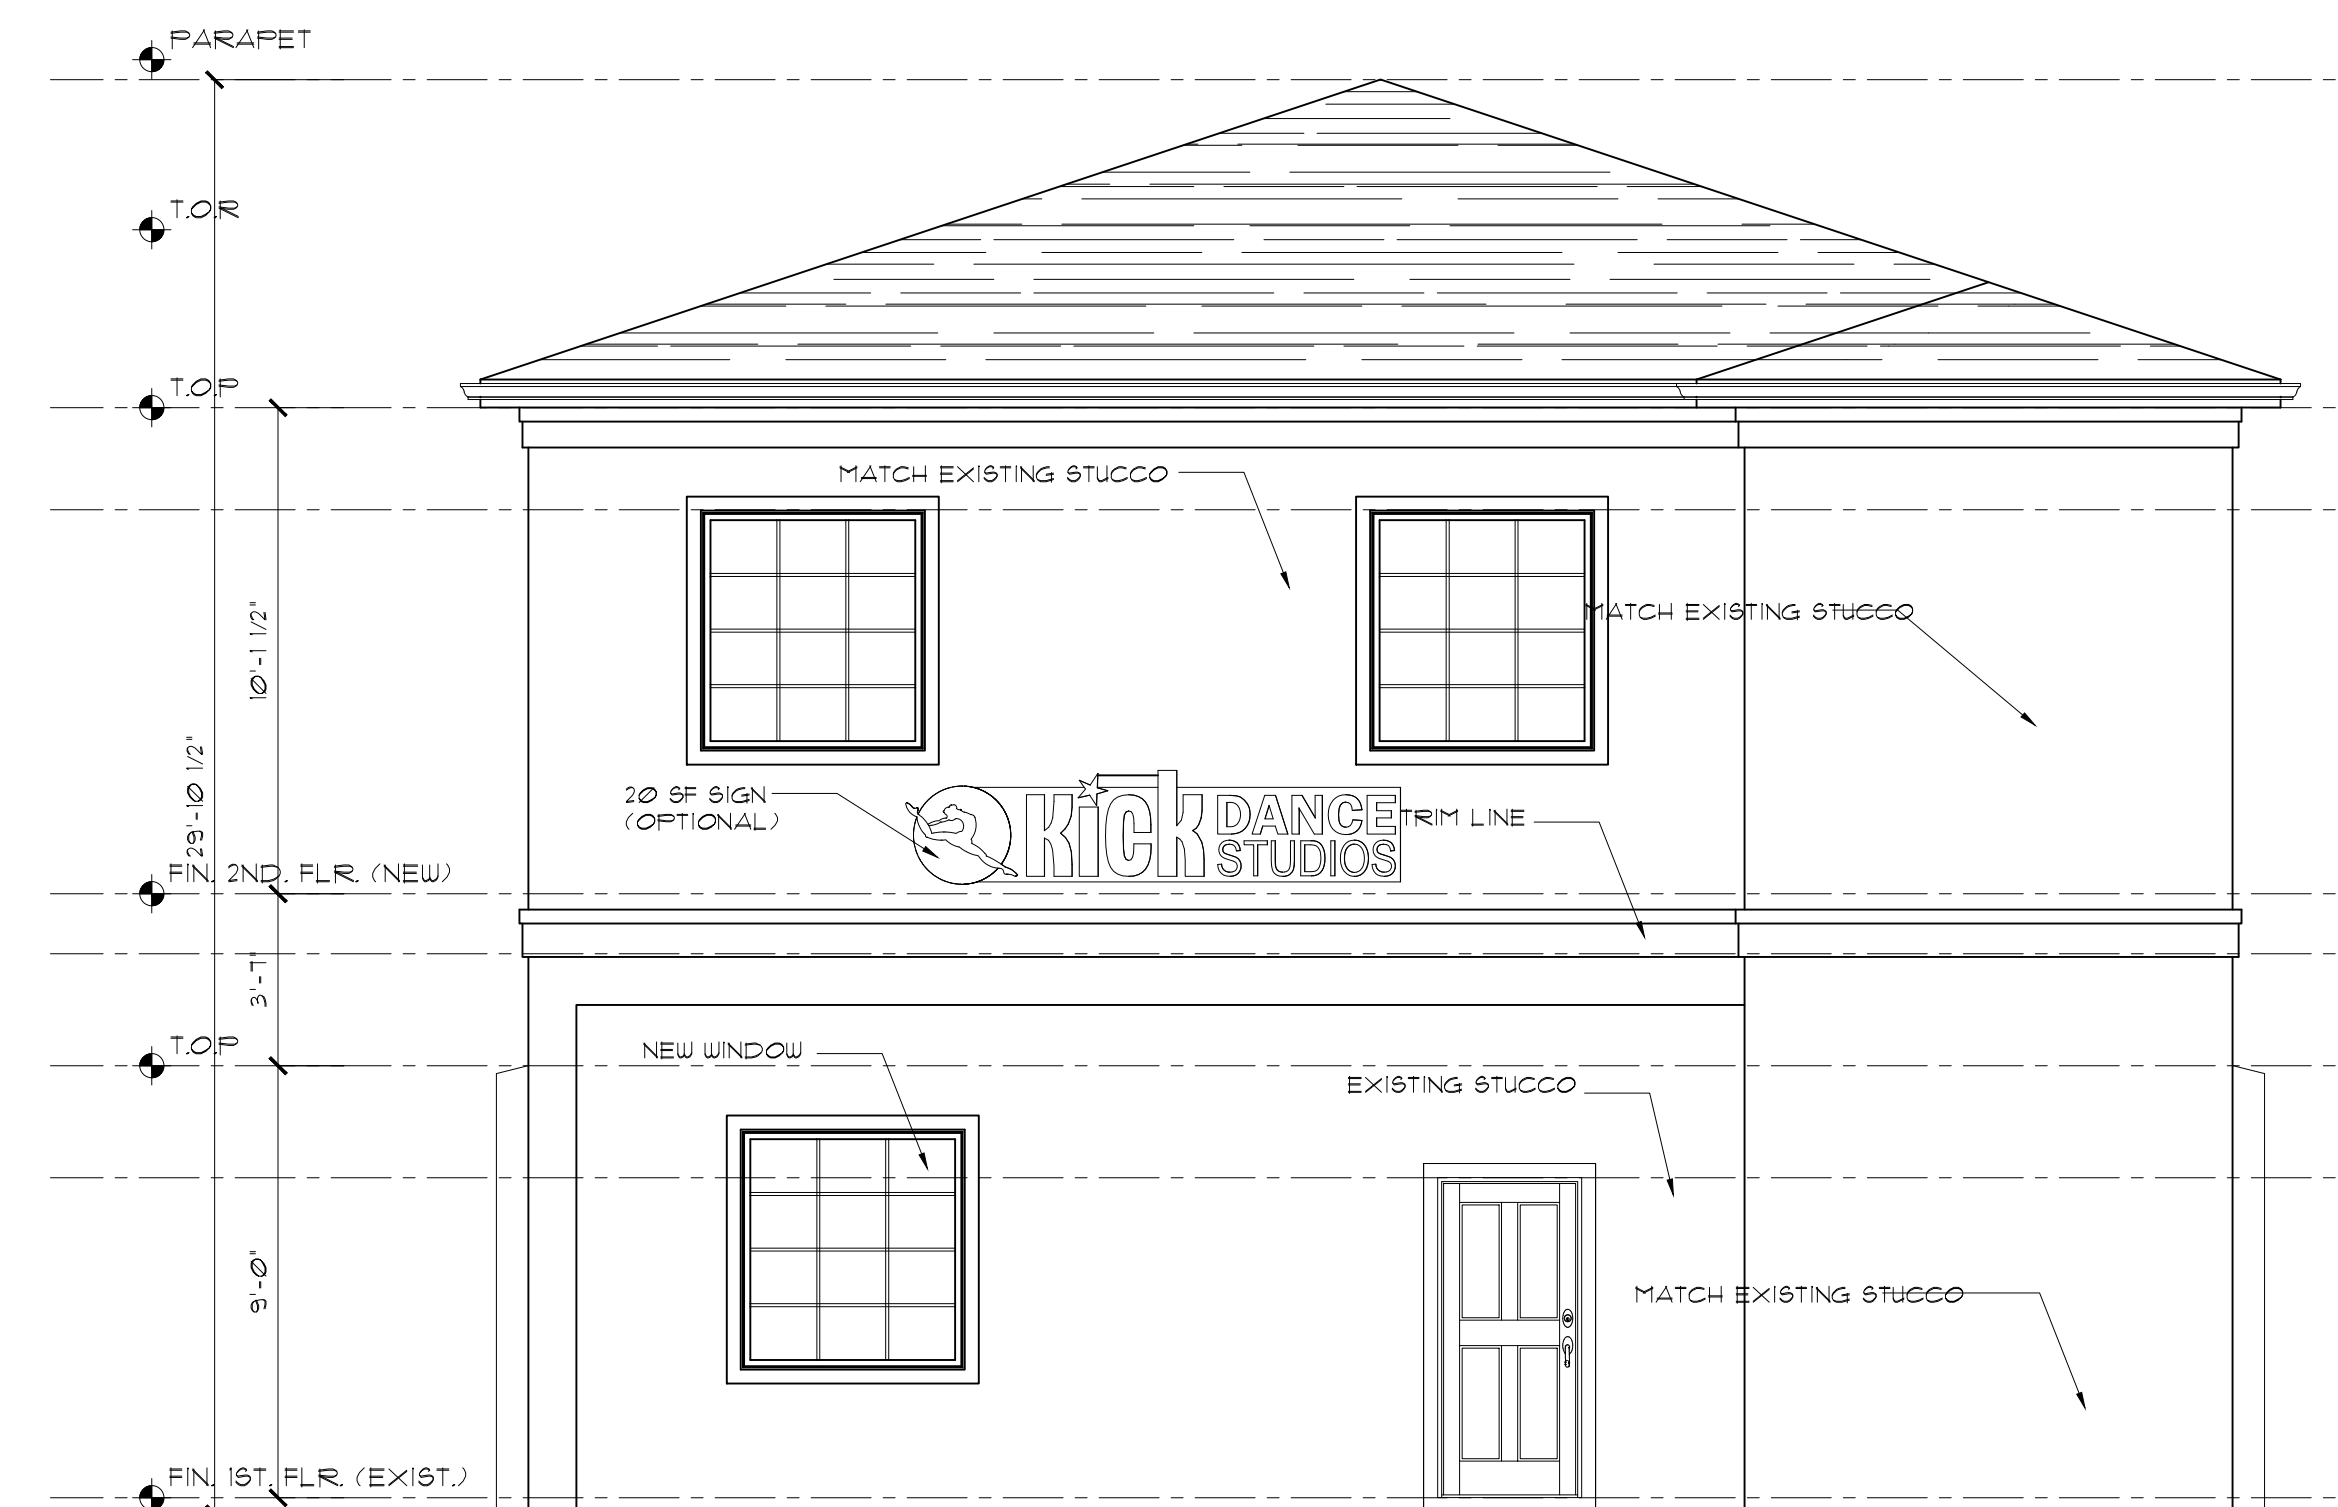 PARAPET
T.O.R
T.O.P
MATCH EXISTING STUCCO
10'-1 1/2"
MATCH EXISTING STUCCO
29'-10 1/2"
20 SF SIGN
(OPTIONAL)
kick DANCE
STUDIOS
TRIM LINE
FIN. 2ND. FLR. (NEW)
3'-7"
T.O.P
NEW WINDOW
EXISTING STUCCO
9'-0"
MATCH EXISTING STUCCO
FIN. 1ST. FLR. (EXIST.)